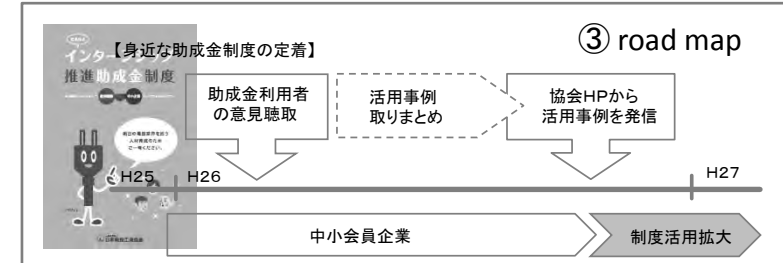 ③ road map
【身近な助成金制度の定着】
インターンシップ
推進助成金制度
助成金利用者
の意見聴取
活用事例
取りまとめ
協会HPから
活用事例を発信
H25
H26
H27
中小会員企業
制度活用拡大